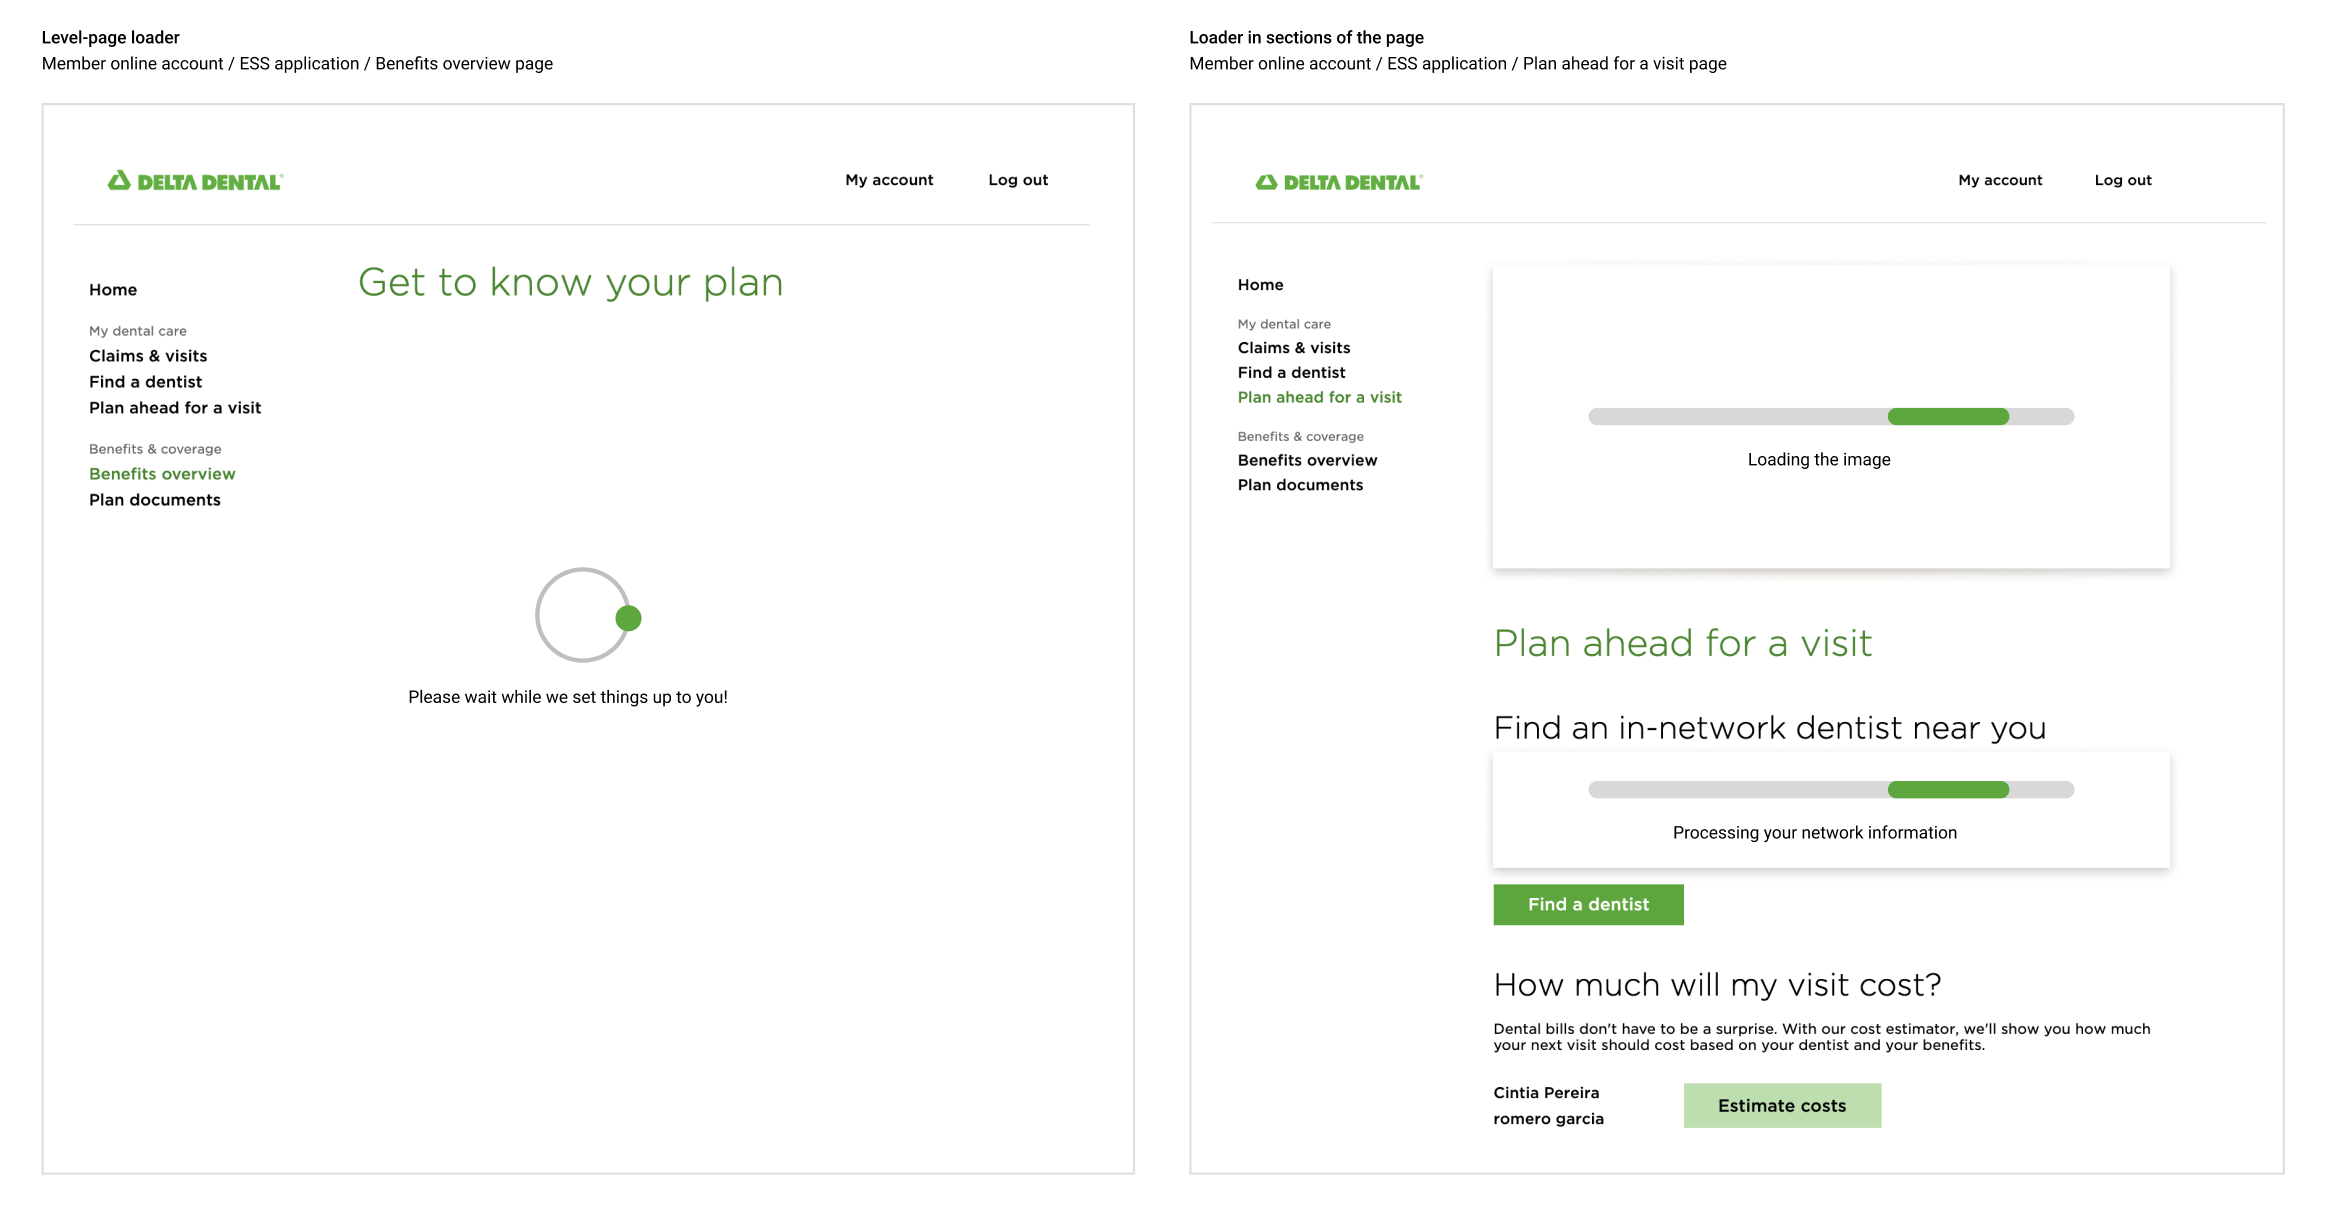 Level-page loader
Member online account / ESS application / Benefits overview page
DELTA DENTAL®
My account
Log out
Home
My dental care
Claims & visits
Find a dentist
Plan ahead for a visit
Benefits & coverage
Benefits overview
Plan documents
Get to know your plan
Please wait while we set things up to you!
Loader in sections of the page
Member online account / ESS application / Plan ahead for a visit page
DELTA DENTAL®
My account
Log out
Home
My dental care
Claims & visits
Find a dentist
Plan ahead for a visit
Benefits & coverage
Benefits overview
Plan documents
Loading the image
Plan ahead for a visit
Find an in-network dentist near you
Processing your network information
Find a dentist
How much will my visit cost?
Dental bills don't have to be a surprise. With our cost estimator, we'll show you how much
your next visit should cost based on your dentist and your benefits.
Cintia Pereira
romero garcia
Estimate costs